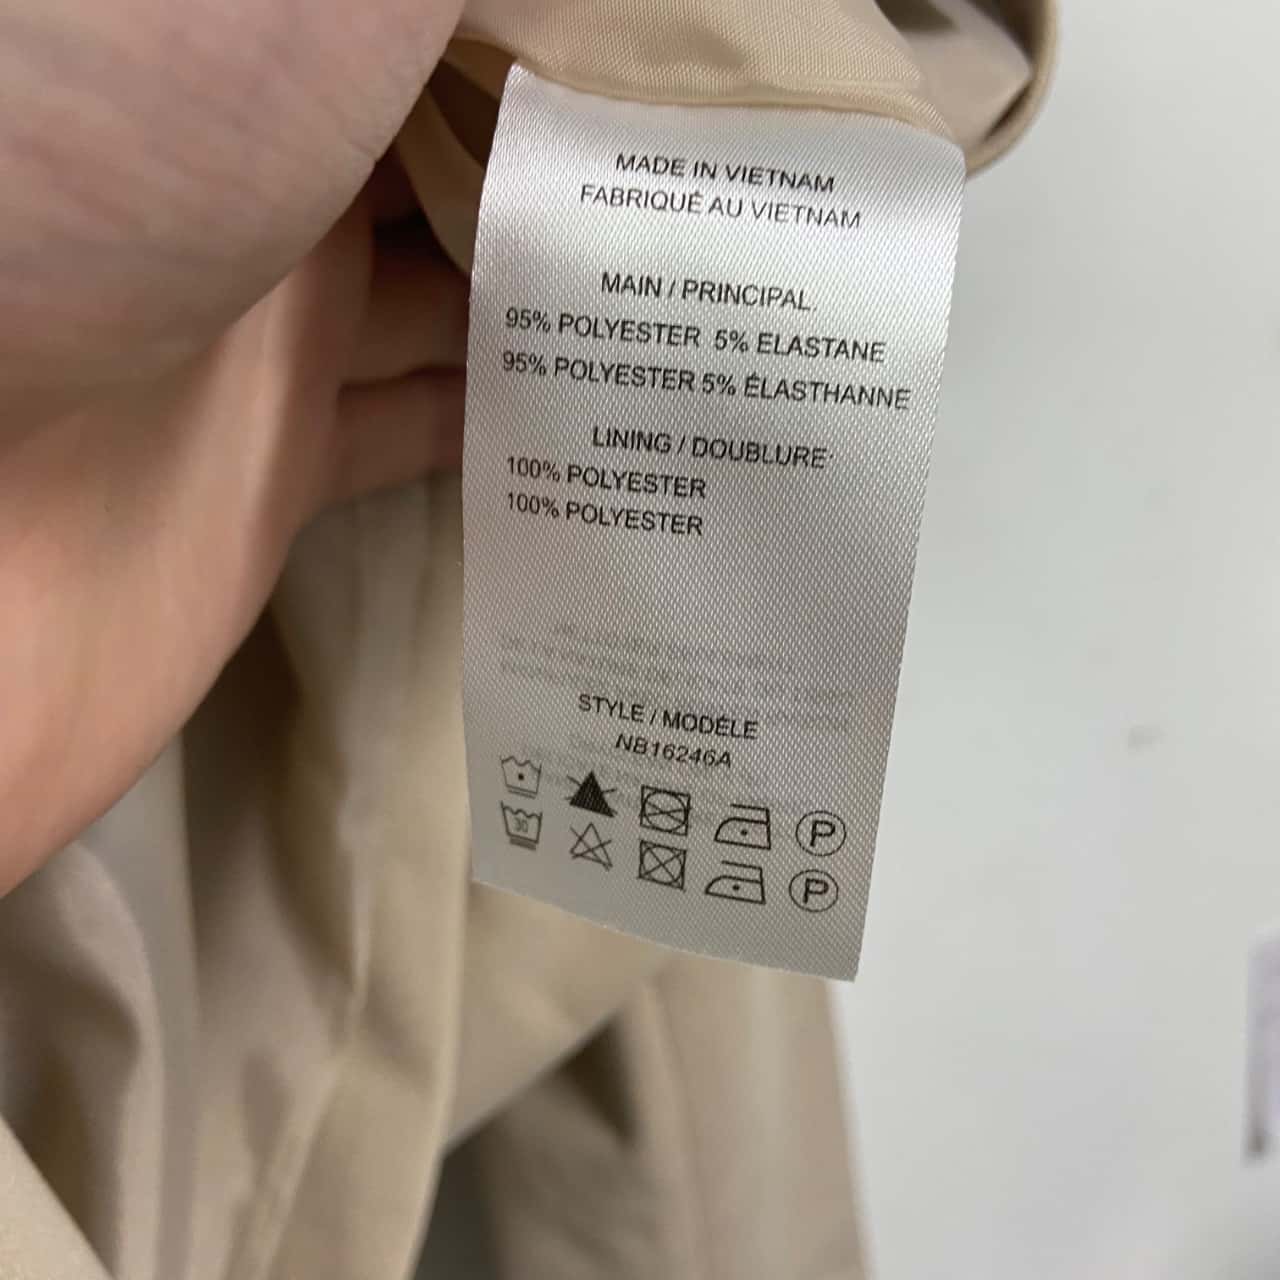 MADE IN VIETNAM
FABRIQUÉ AU VIETNAM
MAIN / PRINCIPAL.
95% POLYESTER 5% ELASTANE
95% POLYESTER 5% ÉLASTHANNE
LINING / DOUBLURE
100% POLYESTER
100% POLYESTER
STYLE / MODÈLE
NB16246A
P
30 P